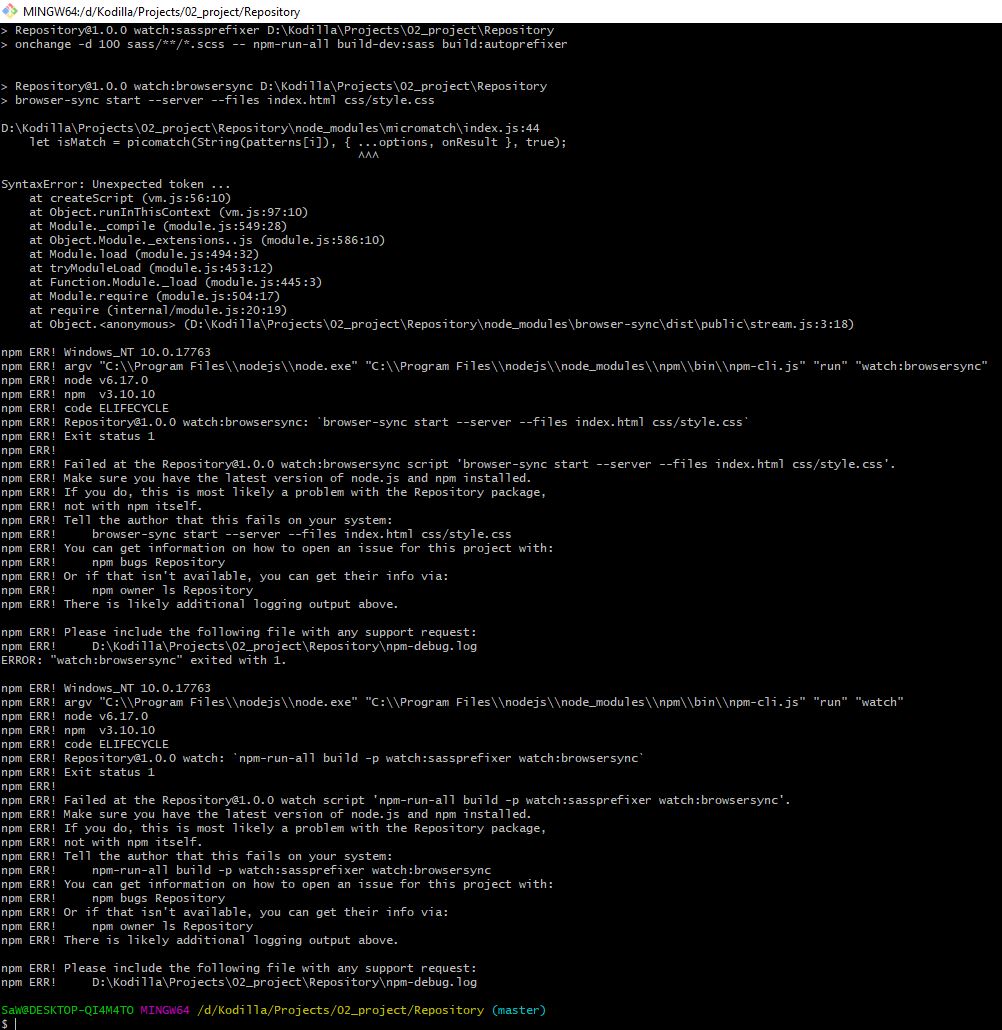 MINGW64:/d/Kodilla/Projects/02_project/Repository
> Repository@1.0.0 watch:sassprefixer D:\Kodilla\Projects\02_project\Repository
> onchange -d 100 sass/**/*.scss -- npm-run-all build-dev:sass build:autoprefixer
> Repository@1.0.0 watch:browsersync D:\Kodilla\Projects\02_project\Repository
> browser-sync start --server --files index.html css/style.css
D:\Kodilla\Projects\02_project\Repository\node_modules\micromatch\index.js:44
    let isMatch = picomatch(String(patterns[i]), { ...options, onResult }, true);
                                                   ^^^
SyntaxError: Unexpected token ...
    at createScript (vm.js:56:10)
    at Object.runInThisContext (vm.js:97:10)
    at Module._compile (module.js:549:28)
    at Object.Module._extensions..js (module.js:586:10)
    at Module.load (module.js:494:32)
    at tryModuleLoad (module.js:453:12)
    at Function.Module._load (module.js:445:3)
    at Module.require (module.js:504:17)
    at require (internal/module.js:20:19)
    at Object.<anonymous> (D:\Kodilla\Projects\02_project\Repository\node_modules\browser-sync\dist\public\stream.js:3:18)
npm ERR! Windows_NT 10.0.17763
npm ERR! argv "C:\\Program Files\\nodejs\\node.exe" "C:\\Program Files\\nodejs\\node_modules\\npm\\bin\\npm-cli.js" "run" "watch:browsersync"
npm ERR! node v6.17.0
npm ERR! npm  v3.10.10
npm ERR! code ELIFECYCLE
npm ERR! Repository@1.0.0 watch:browsersync: `browser-sync start --server --files index.html css/style.css`
npm ERR! Exit status 1
npm ERR!
npm ERR! Failed at the Repository@1.0.0 watch:browsersync script 'browser-sync start --server --files index.html css/style.css'.
npm ERR! Make sure you have the latest version of node.js and npm installed.
npm ERR! If you do, this is most likely a problem with the Repository package,
npm ERR! not with npm itself.
npm ERR! Tell the author that this fails on your system:
npm ERR!     browser-sync start --server --files index.html css/style.css
npm ERR! You can get information on how to open an issue for this project with:
npm ERR!     npm bugs Repository
npm ERR! Or if that isn't available, you can get their info via:
npm ERR!     npm owner ls Repository
npm ERR! There is likely additional logging output above.
npm ERR! Please include the following file with any support request:
npm ERR!     D:\Kodilla\Projects\02_project\Repository\npm-debug.log
ERROR: "watch:browsersync" exited with 1.
npm ERR! Windows_NT 10.0.17763
npm ERR! argv "C:\\Program Files\\nodejs\\node.exe" "C:\\Program Files\\nodejs\\node_modules\\npm\\bin\\npm-cli.js" "run" "watch"
npm ERR! node v6.17.0
npm ERR! npm  v3.10.10
npm ERR! code ELIFECYCLE
npm ERR! Repository@1.0.0 watch: `npm-run-all build -p watch:sassprefixer watch:browsersync`
npm ERR! Exit status 1
npm ERR!
npm ERR! Failed at the Repository@1.0.0 watch script 'npm-run-all build -p watch:sassprefixer watch:browsersync'.
npm ERR! Make sure you have the latest version of node.js and npm installed.
npm ERR! If you do, this is most likely a problem with the Repository package,
npm ERR! not with npm itself.
npm ERR! Tell the author that this fails on your system:
npm ERR!     npm-run-all build -p watch:sassprefixer watch:browsersync
npm ERR! You can get information on how to open an issue for this project with:
npm ERR!     npm bugs Repository
npm ERR! Or if that isn't available, you can get their info via:
npm ERR!     npm owner ls Repository
npm ERR! There is likely additional logging output above.
npm ERR! Please include the following file with any support request:
npm ERR!     D:\Kodilla\Projects\02_project\Repository\npm-debug.log
SaW@DESKTOP-QI4M4TO MINGW64 /d/Kodilla/Projects/02_project/Repository (master)
$